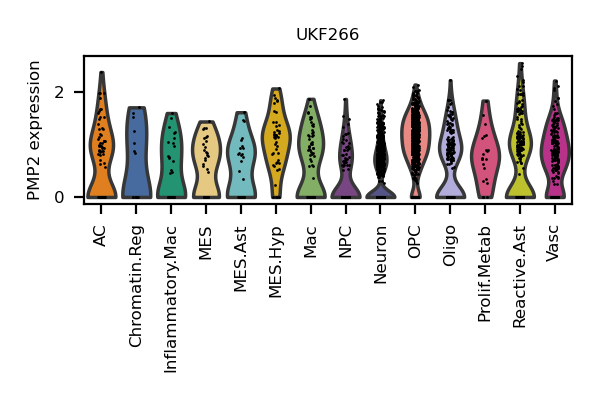 UKF266
PMP2 expression
2
0
AC
Chromatin.Reg
Inflammatory.Mac
MES
MES.Ast
MES.Hyp
Mac
NPC
Neuron
OPC
Oligo
Prolif.Metab
Reactive.Ast
Vasc